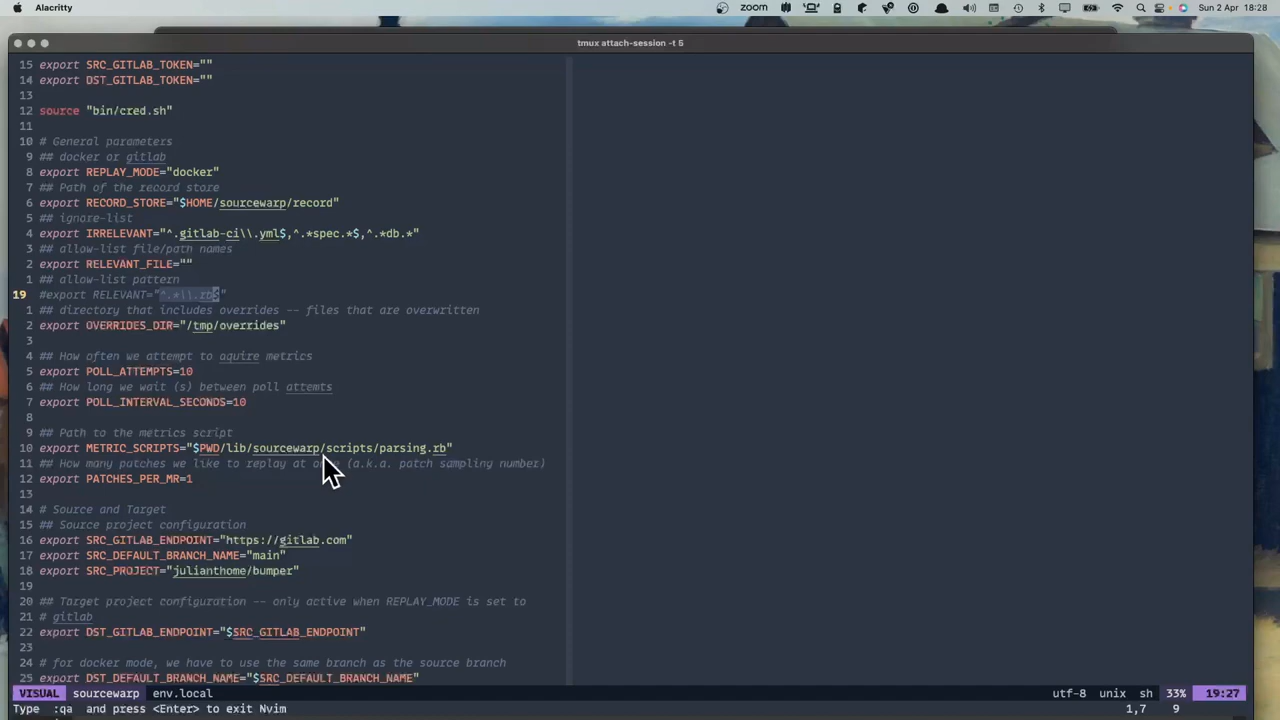 Alacritty
zoom
Sun 2 Apr 18:28
tmux attach-session -t 5
15 export SRC_GITLAB_TOKEN=""
14 export DST_GITLAB_TOKEN=""
13
12 source "bin/cred.sh"
11
10 # General parameters
9 ## docker or gitlab
8 export REPLAY_MODE="docker"
7 ## Path of the record store
6 export RECORD_STORE="$HOME/sourcewarp/record"
5 ## ignore-list
4 export IRRELEVANT="^.gitlab-ci\\.yml$,^.*spec.*$,^.*db.*"
3 ## allow-list file/path names
2 export RELEVANT_FILE=""
1 ## allow-list pattern
19 #export RELEVANT="^.*\\.rb$"
1 ## directory that includes overrides -- files that are overwritten
2 export OVERRIDES_DIR="/tmp/overrides"
3
4 ## How often we attempt to aquire metrics
5 export POLL_ATTEMPTS=10
6 ## How long we wait (s) between poll attemts
7 export POLL_INTERVAL_SECONDS=10
8
9 ## Path to the metrics script
10 export METRIC_SCRIPTS="$PWD/lib/sourcewarp/scripts/parsing.rb"
11 ## How many patches we like to replay at (a.k.a. patch sampling number)
12 export PATCHES_PER_MR=1
13
14 # Source and Target
15 ## Source project configuration
16 export SRC_GITLAB_ENDPOINT="https://gitlab.com"
17 export SRC_DEFAULT_BRANCH_NAME="main"
18 export SRC_PROJECT="julianthome/bumper"
19
20 ## Target project configuration -- only active when REPLAY_MODE is set to
21 # gitlab
22 export DST_GITLAB_ENDPOINT="$SRC_GITLAB_ENDPOINT"
23
24 # for docker mode, we have to use the same branch as the source branch
25 export DST_DEFAULT_BRANCH_NAME="$SRC_DEFAULT_BRANCH_NAME"
VISUAL sourcewarp env.local utf-8 unix sh 33% 19:27
Type :qa and press <Enter> to exit Nvim 1,7 9